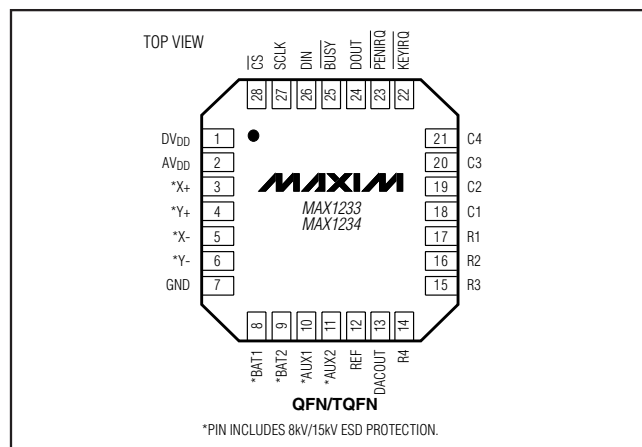 TOP VIEW
CS
SCLK
DIN
BUSY
DOUT
PENIRQ
KEYIRQ
28 27 26 25 24 23 22
DVDD 1
AVDD 2
*X+ 3
*Y+ 4
*X- 5
*Y- 6
GND 7
MAXIM
MAX1233
MAX1234
21 C4
20 C3
19 C2
18 C1
17 R1
16 R2
15 R3
8 9 10 11 12 13 14
*BAT1
*BAT2
*AUX1
*AUX2
REF
DACOUT
R4
QFN/TQFN
*PIN INCLUDES 8kV/15kV ESD PROTECTION.